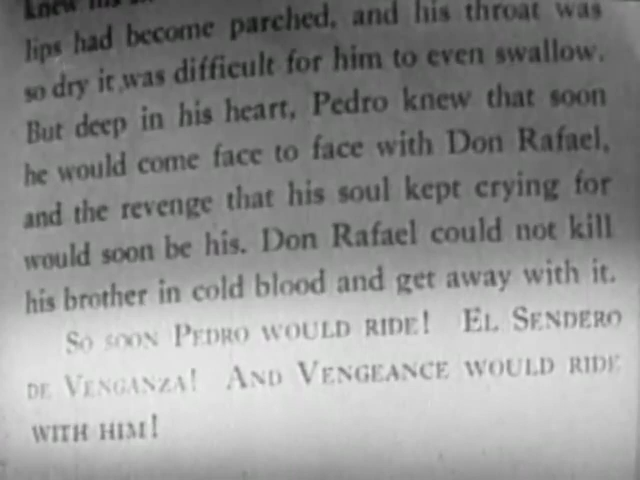 knew his
lips had become parched, and his throat was
so dry it was difficult for him to even swallow.
But deep in his heart, Pedro knew that soon
he would come face to face with Don Rafael,
and the revenge that his soul kept crying for
would soon be his. Don Rafael could not kill
his brother in cold blood and get away with it.
So soon Pedro would ride! El Sendero
de Venganza! And Vengeance would ride
with him!